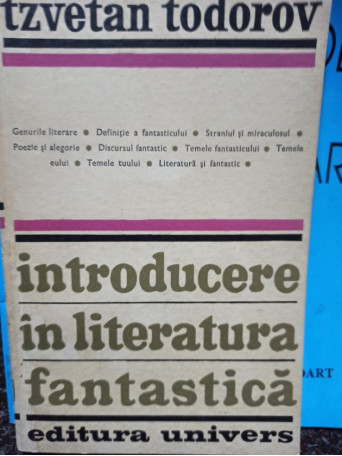 tzvetan todorov
Genurile literare ● Definiție a fantasticului ● Straniul și miraculosul ●
Poezie și alegorie ● Discursul fantastic ● Temele fantasticului ● Temele
eului ● Temele tuului ● Literatură și fantastic ●
introducere
în literatura
fantastică
editura univers